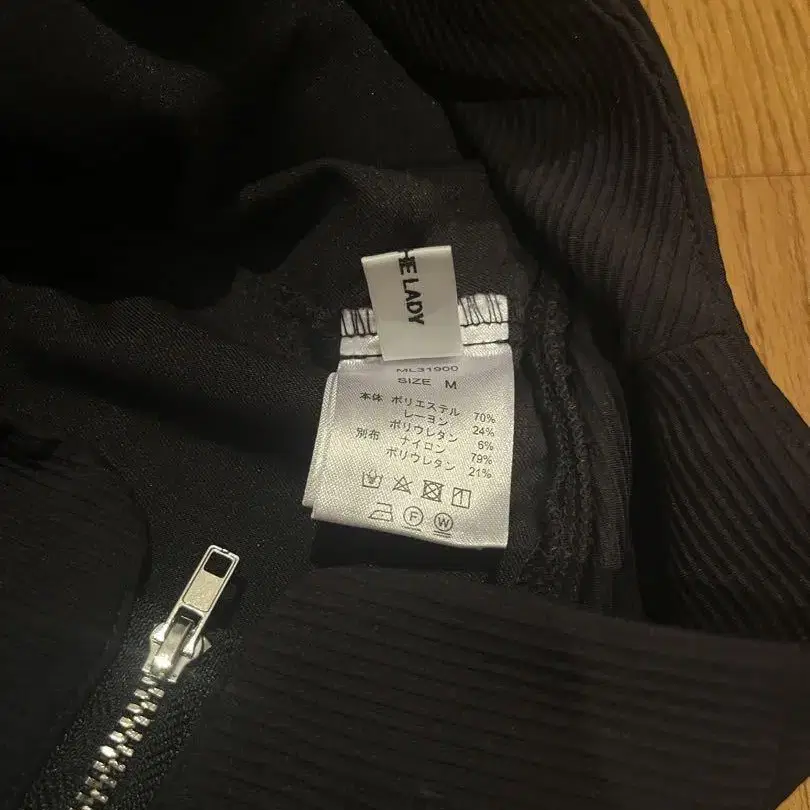 HE LADY
ML31900
SIZE M
本体 ポリエステル 70%
レーヨン 24%
ポリウレタン 6%
別布 ナイロン 79%
ポリウレタン 21%
F
W